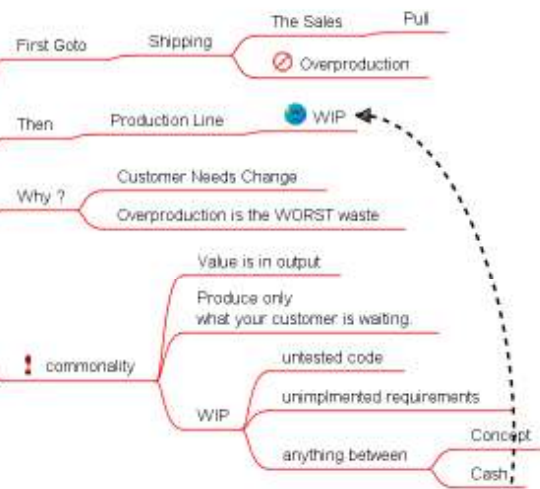 First Goto
Shipping
The Sales
Pull
Overproduction
Then
Production Line
WIP
Why ?
Customer Needs Change
Overproduction is the WORST waste
commonality
Value is in output
Produce only
what your customer is waiting.
WIP
untested code
unimplmented requirements
anything between
Concept
Cash